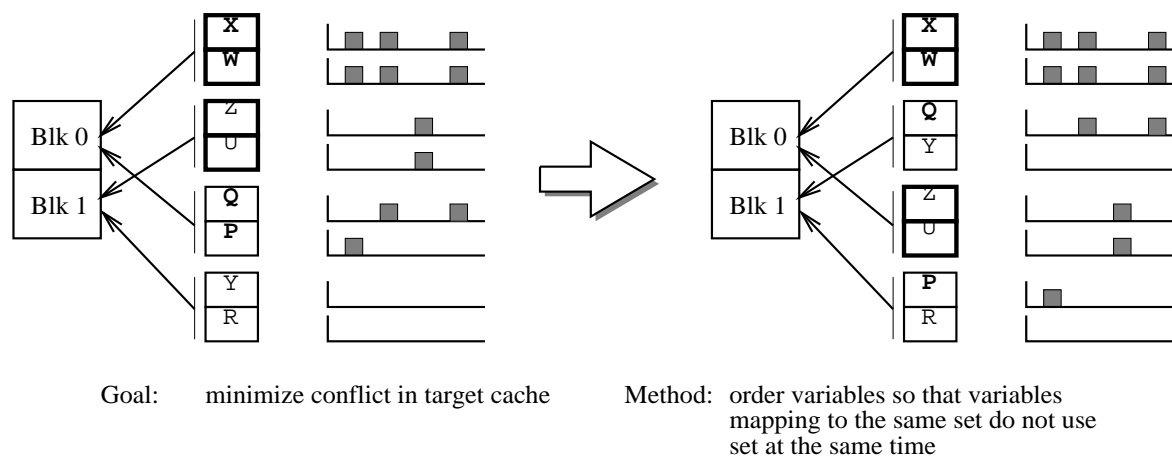 X
W
Z
U
Q
P
Y
R
Blk 0
Blk 1
X
W
Q
Y
Z
U
P
R
Blk 0
Blk 1
Goal: minimize conflict in target cache
Method: order variables so that variables
mapping to the same set do not use
set at the same time